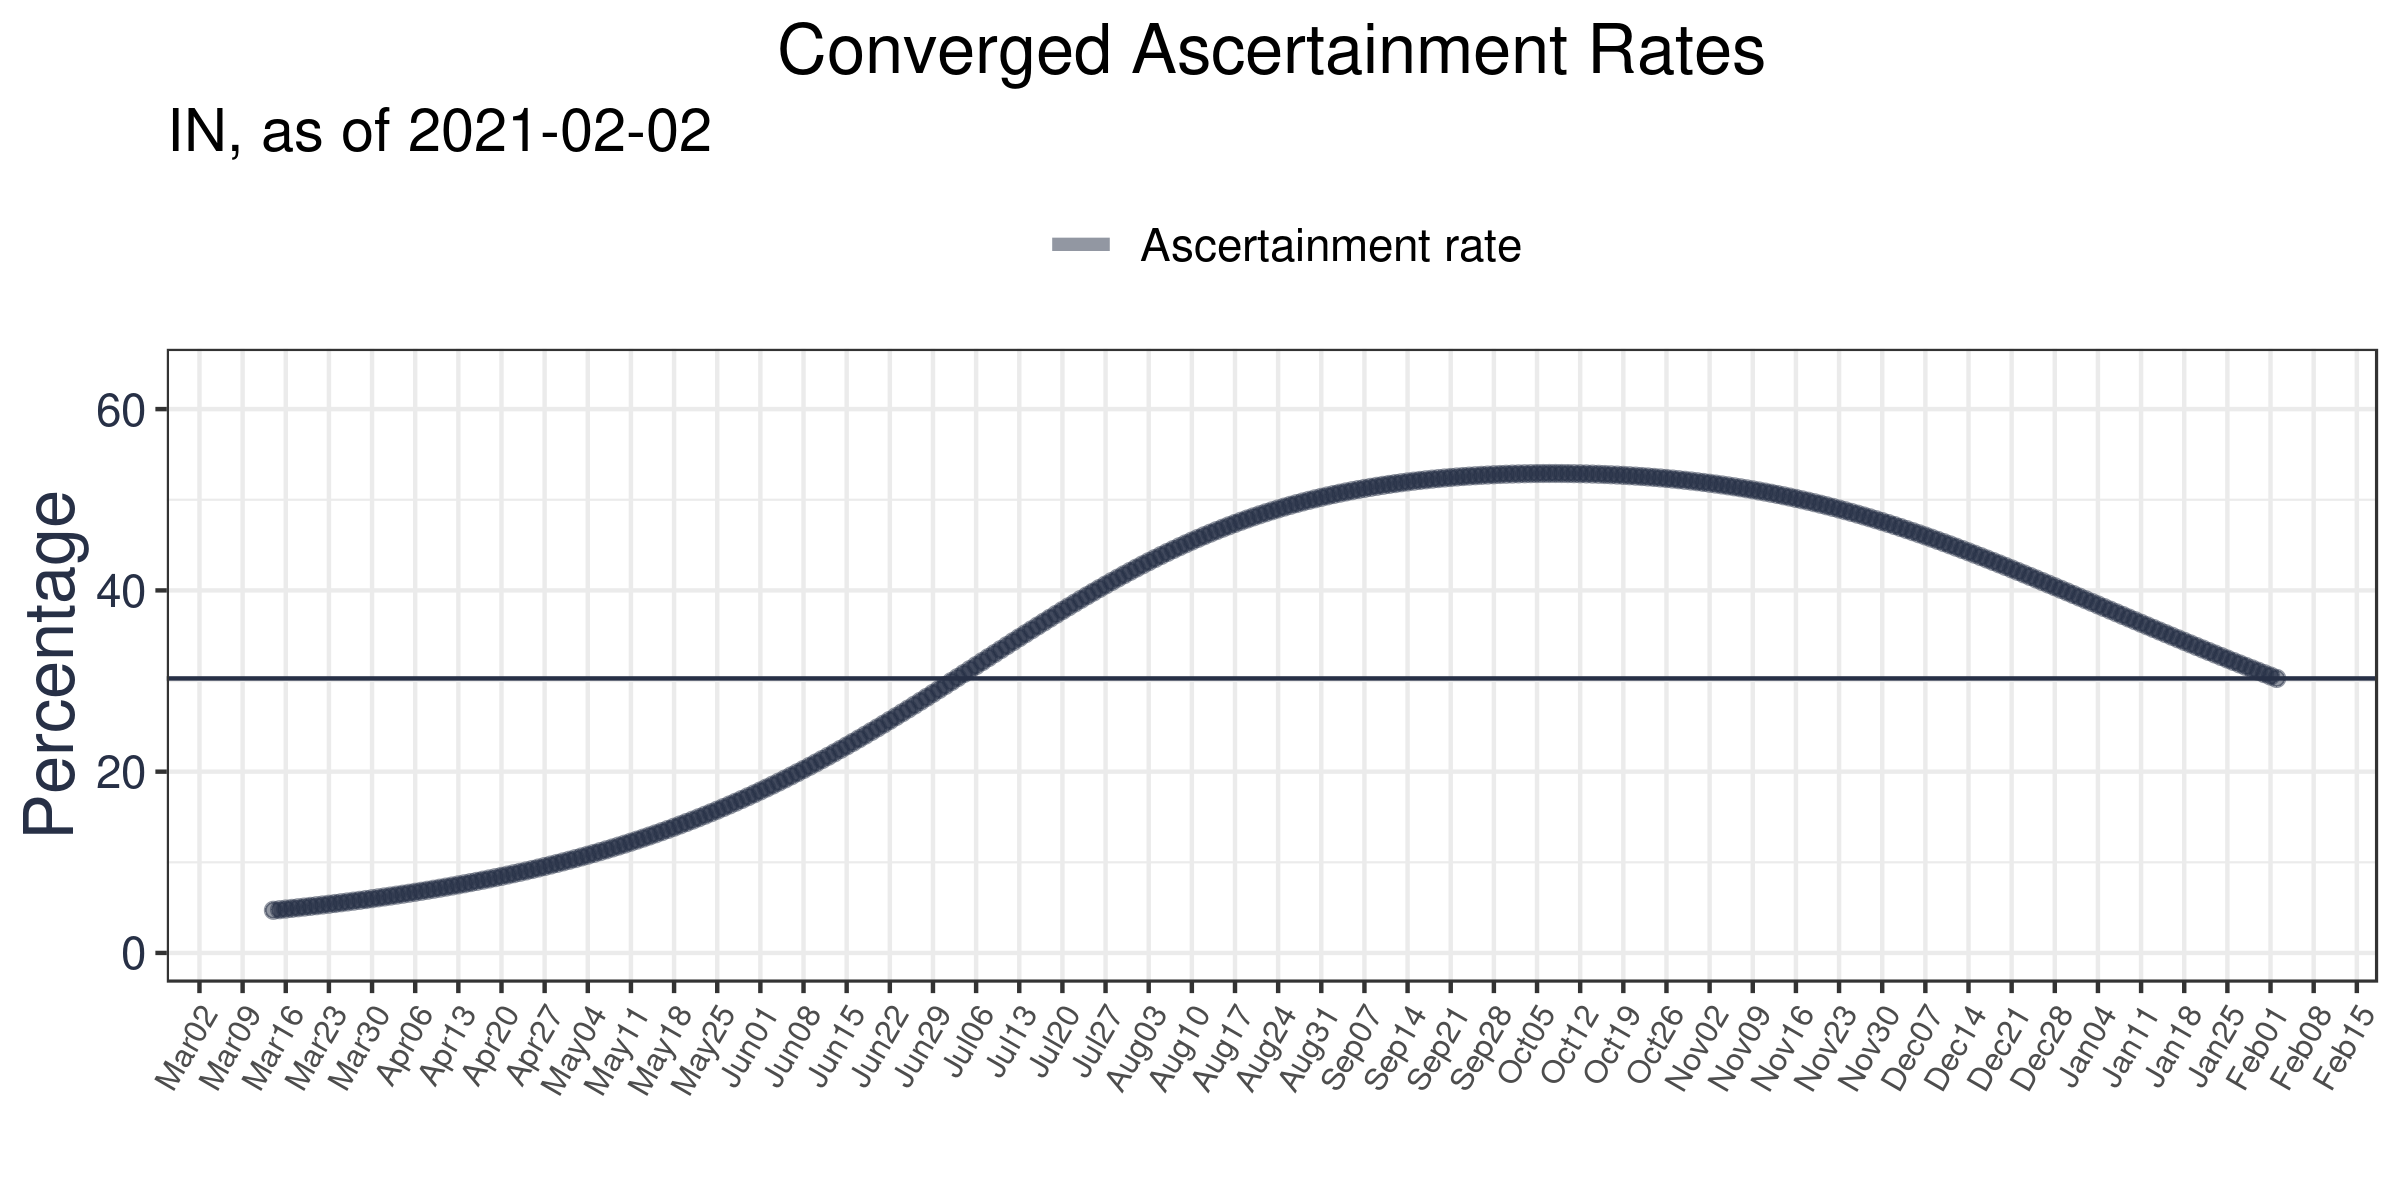 Converged Ascertainment Rates
IN, as of 2021-02-02
Ascertainment rate
Percentage
60
40
20
0
Mar02
Mar09
Mar16
Mar23
Mar30
Apr06
Apr13
Apr20
Apr27
May04
May11
May18
May25
Jun01
Jun08
Jun15
Jun22
Jun29
Jul06
Jul13
Jul20
Jul27
Aug03
Aug10
Aug17
Aug24
Aug31
Sep07
Sep14
Sep21
Sep28
Oct05
Oct12
Oct19
Oct26
Nov02
Nov09
Nov16
Nov23
Nov30
Dec07
Dec14
Dec21
Dec28
Jan04
Jan11
Jan18
Jan25
Feb01
Feb08
Feb15